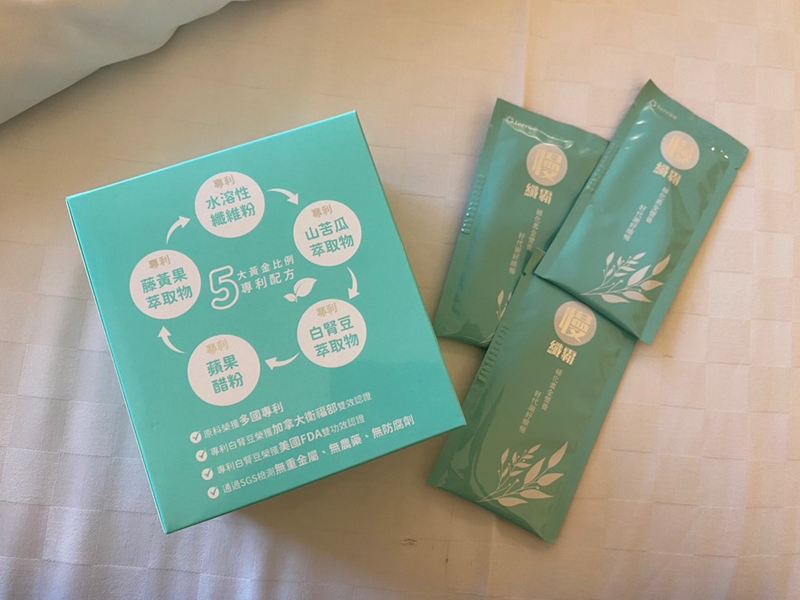 專利
水溶性
纖維粉
專利
山苦瓜
萃取物
專利
白腎豆
萃取物
專利
蘋果
醋粉
專利
藤黃果
萃取物
5大黃金比例
專利配方
原料榮獲多國專利
專利白腎豆榮獲加拿大衛福部雙效認證
專利白腎豆榮獲美國FDA雙功效認證
通過SGS檢測無重金屬、無農藥、無防腐劑
慢
纖霸
慢
纖霸
慢
纖霸